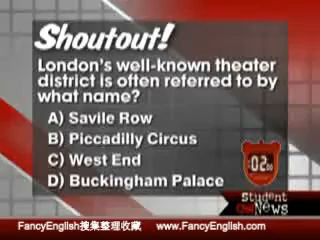 Shoutout!
London's well-known theater
district is often referred to by
what name?
A) Savile Row
B) Piccadilly Circus
C) West End
D) Buckingham Palace
:02
Student
News
FancyEnglish搜集整理收藏 www.FancyEnglish.com